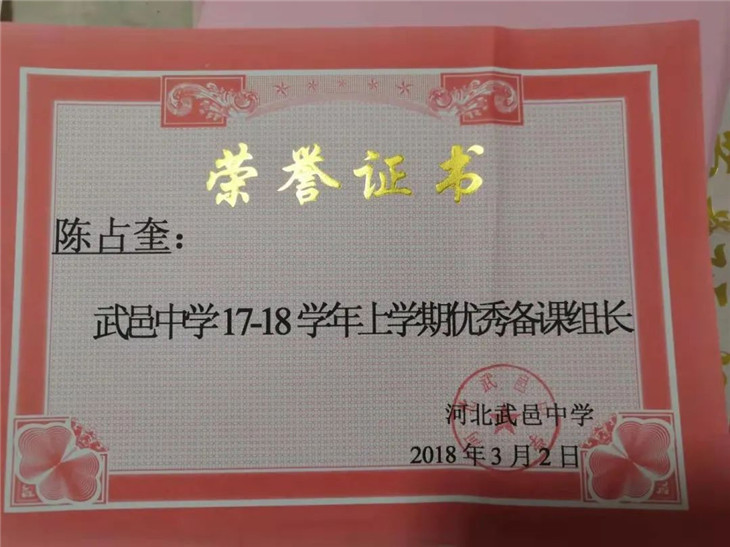 荣誉证书
陈占奎：
武邑中学17-18学年上学期优秀备课组长
河北武邑中学
2018年3月2日